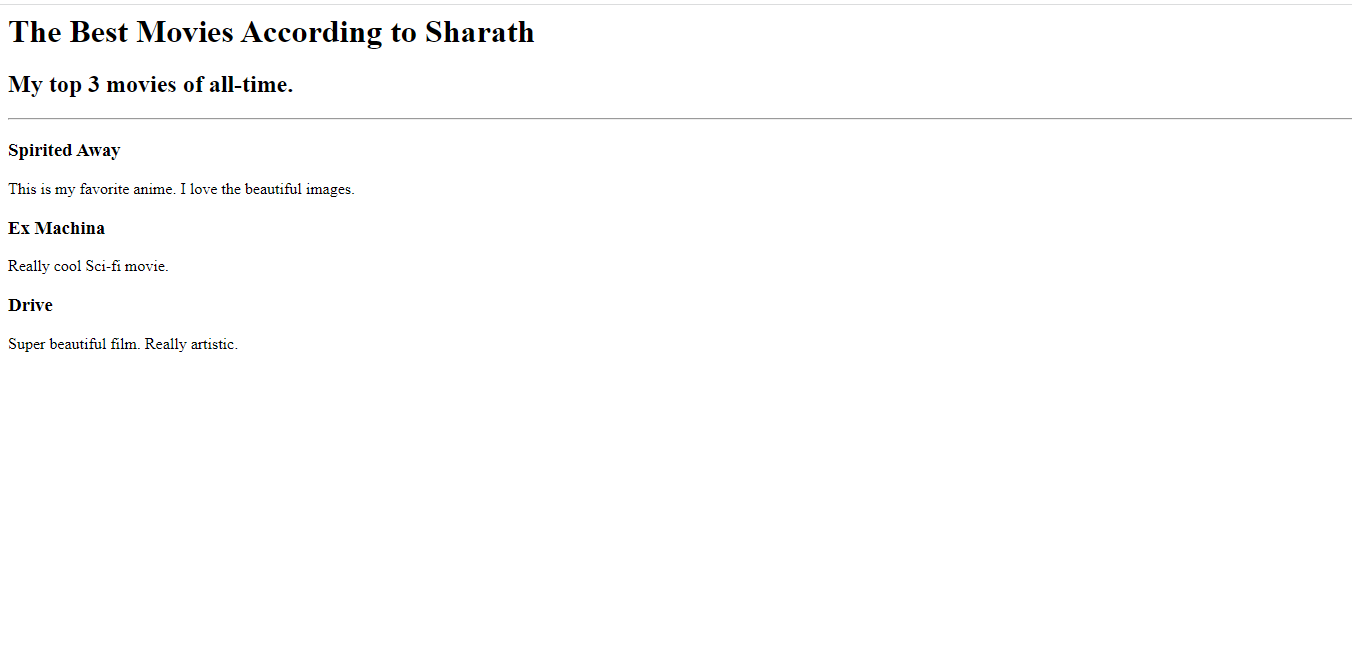 The Best Movies According to Sharath
My top 3 movies of all-time.
Spirited Away
This is my favorite anime. I love the beautiful images.
Ex Machina
Really cool Sci-fi movie.
Drive
Super beautiful film. Really artistic.